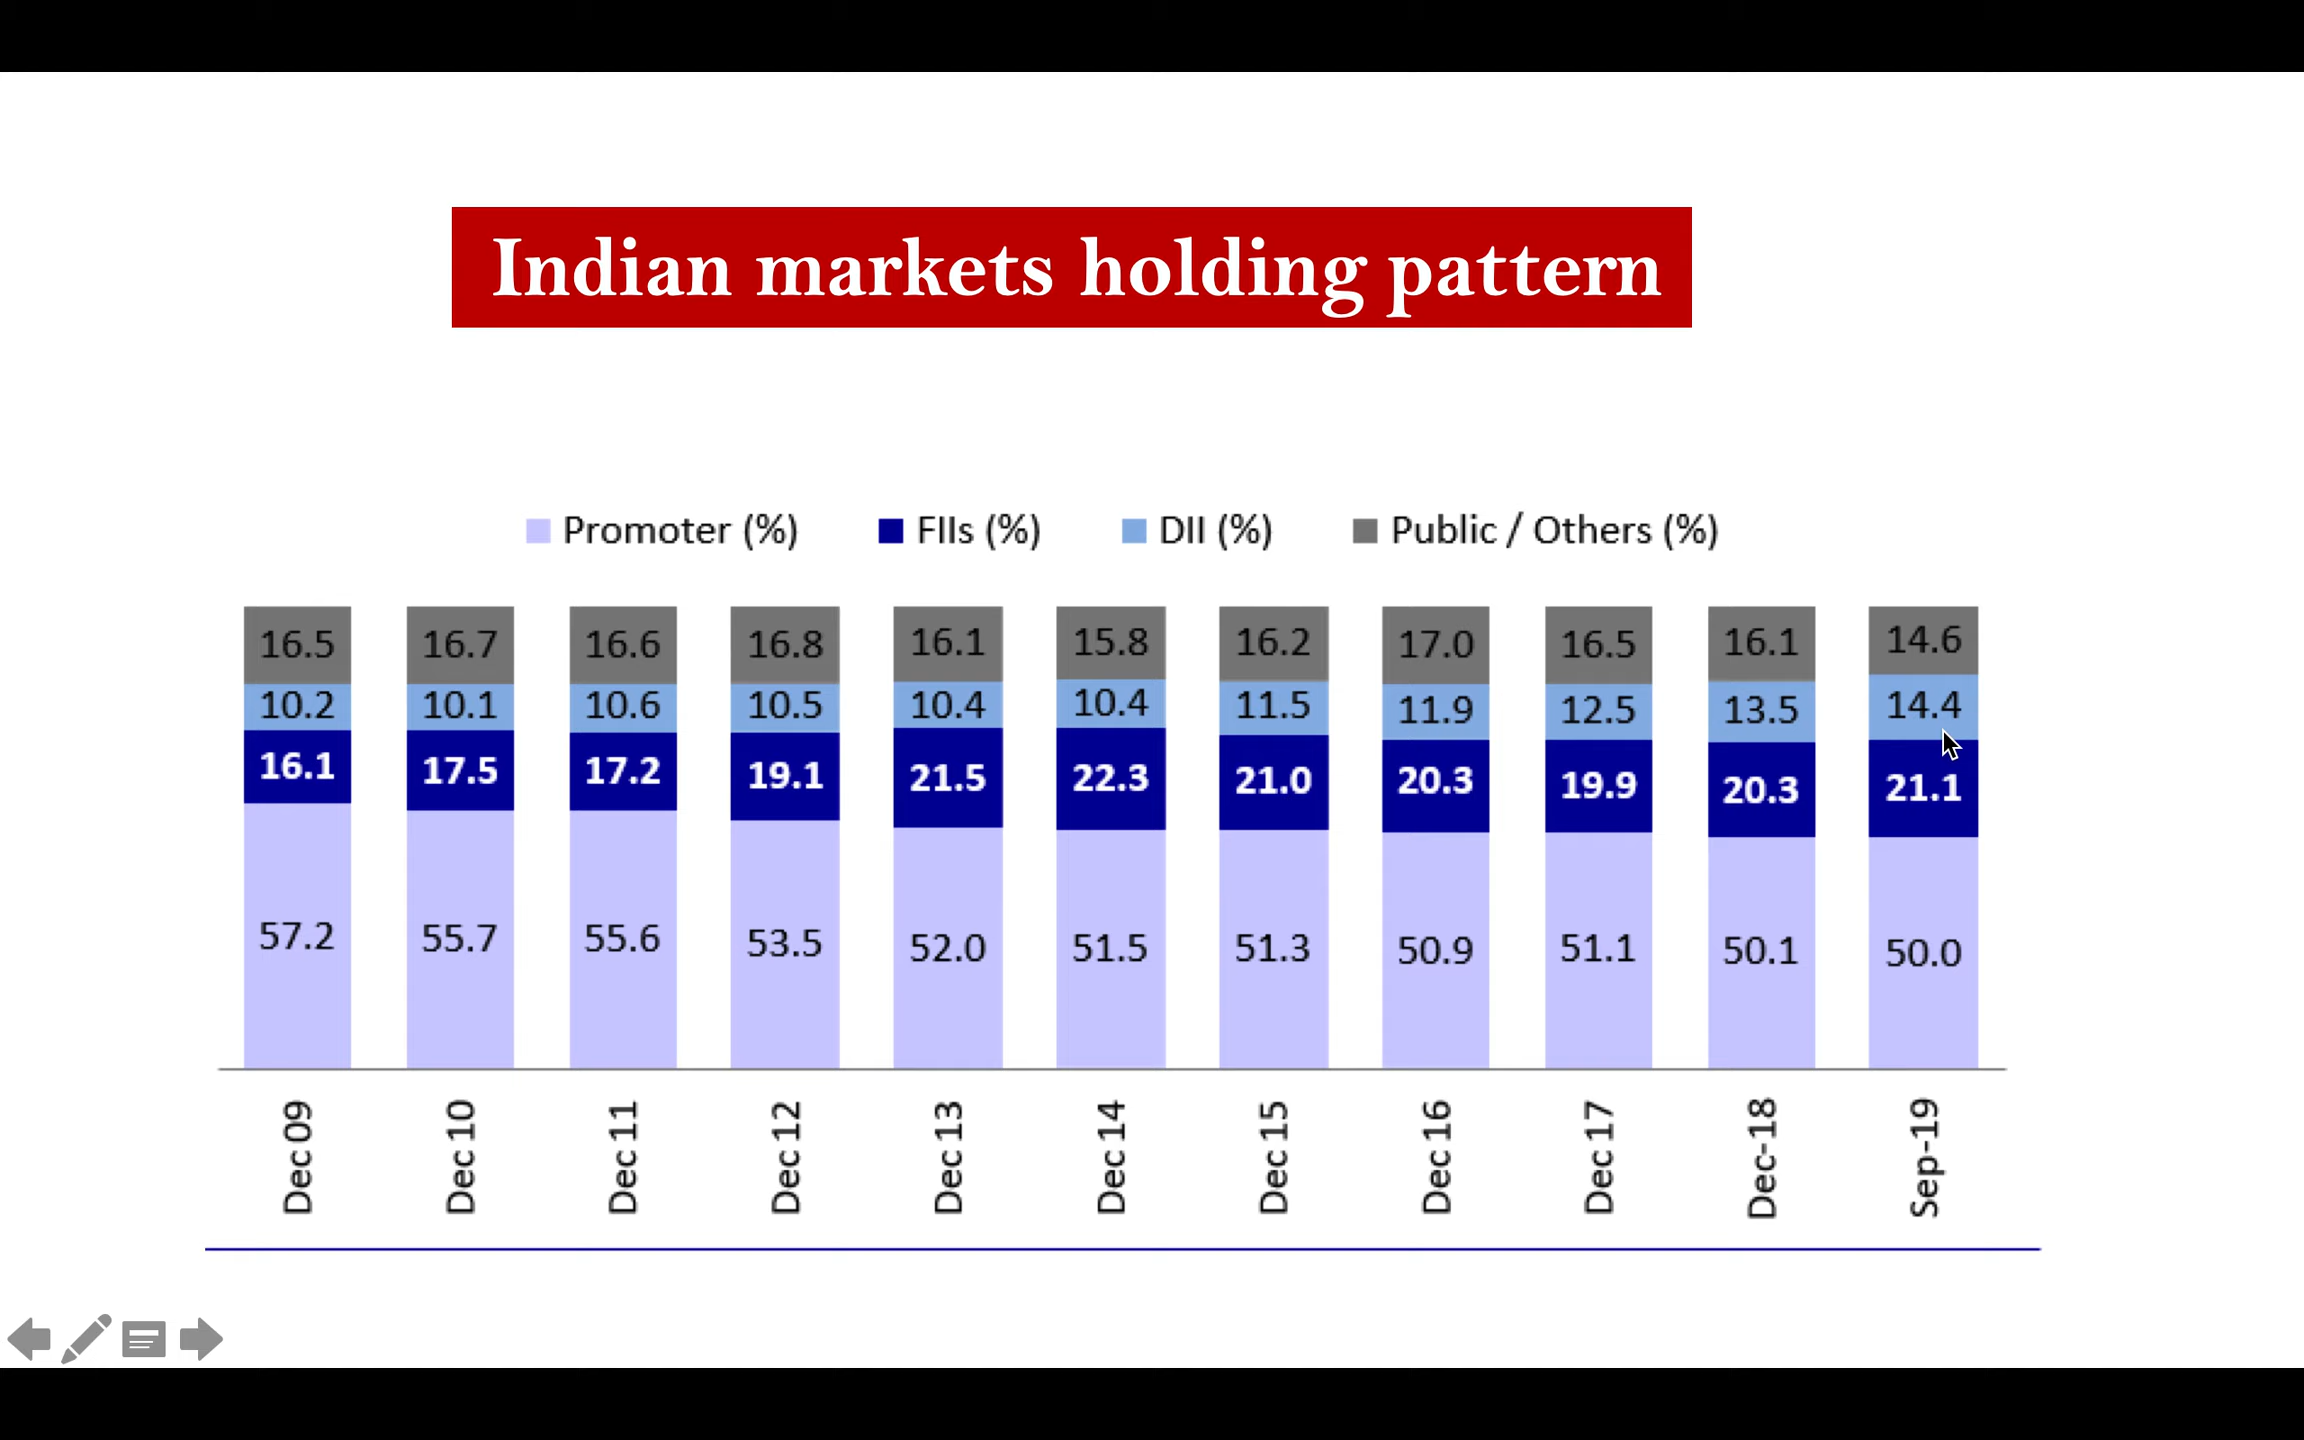 Indian markets holding pattern
Promoter (%) FIIs (%) DII (%) Public / Others (%)
16.5 16.7 16.6 16.8 16.1 15.8 16.2 17.0 16.5 16.1 14.6
10.2 10.1 10.6 10.5 10.4 10.4 11.5 11.9 12.5 13.5 14.4
16.1 17.5 17.2 19.1 21.5 22.3 21.0 20.3 19.9 20.3 21.1
57.2 55.7 55.6 53.5 52.0 51.5 51.3 50.9 51.1 50.1 50.0
Dec 09 Dec 10 Dec 11 Dec 12 Dec 13 Dec 14 Dec 15 Dec 16 Dec 17 Dec-18 Sep-19